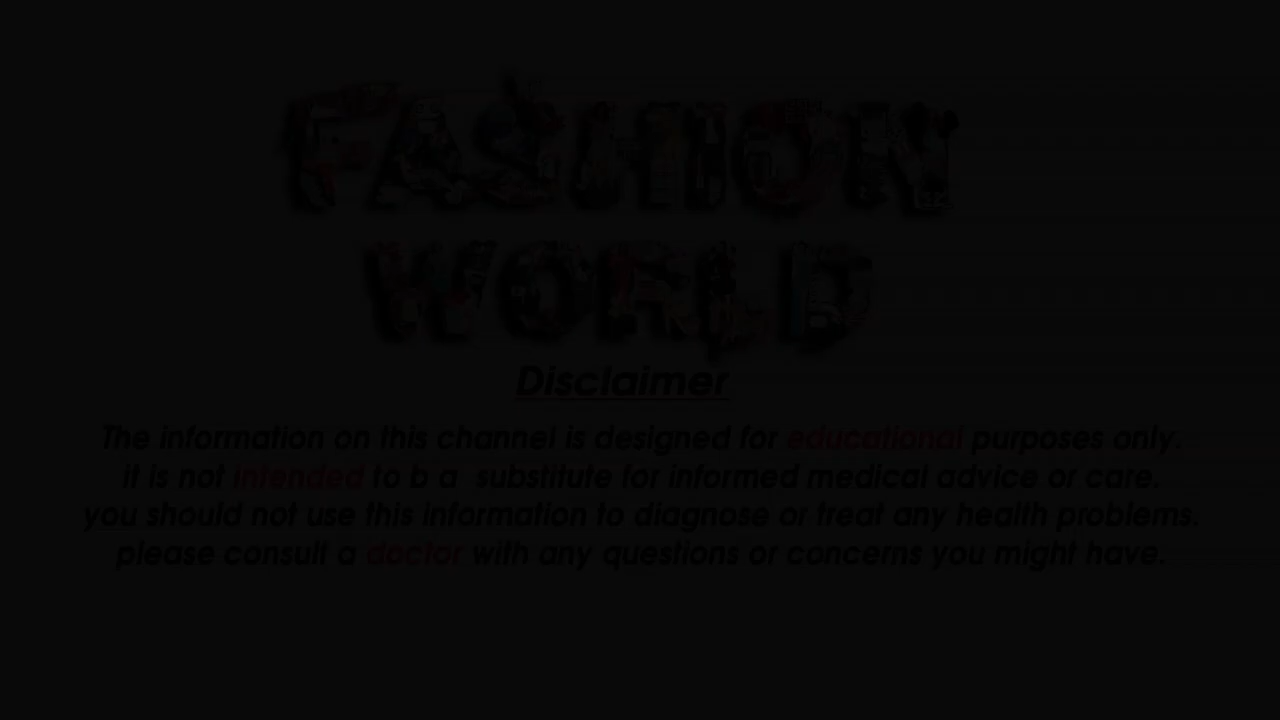 FASHION
WORLD
Disclaimer
The information on this channel is designed for educational purposes only.
it is not intended to b a substitute for informed medical advice or care.
you should not use this information to diagnose or treat any health problems.
please consult a doctor with any questions or concerns you might have.